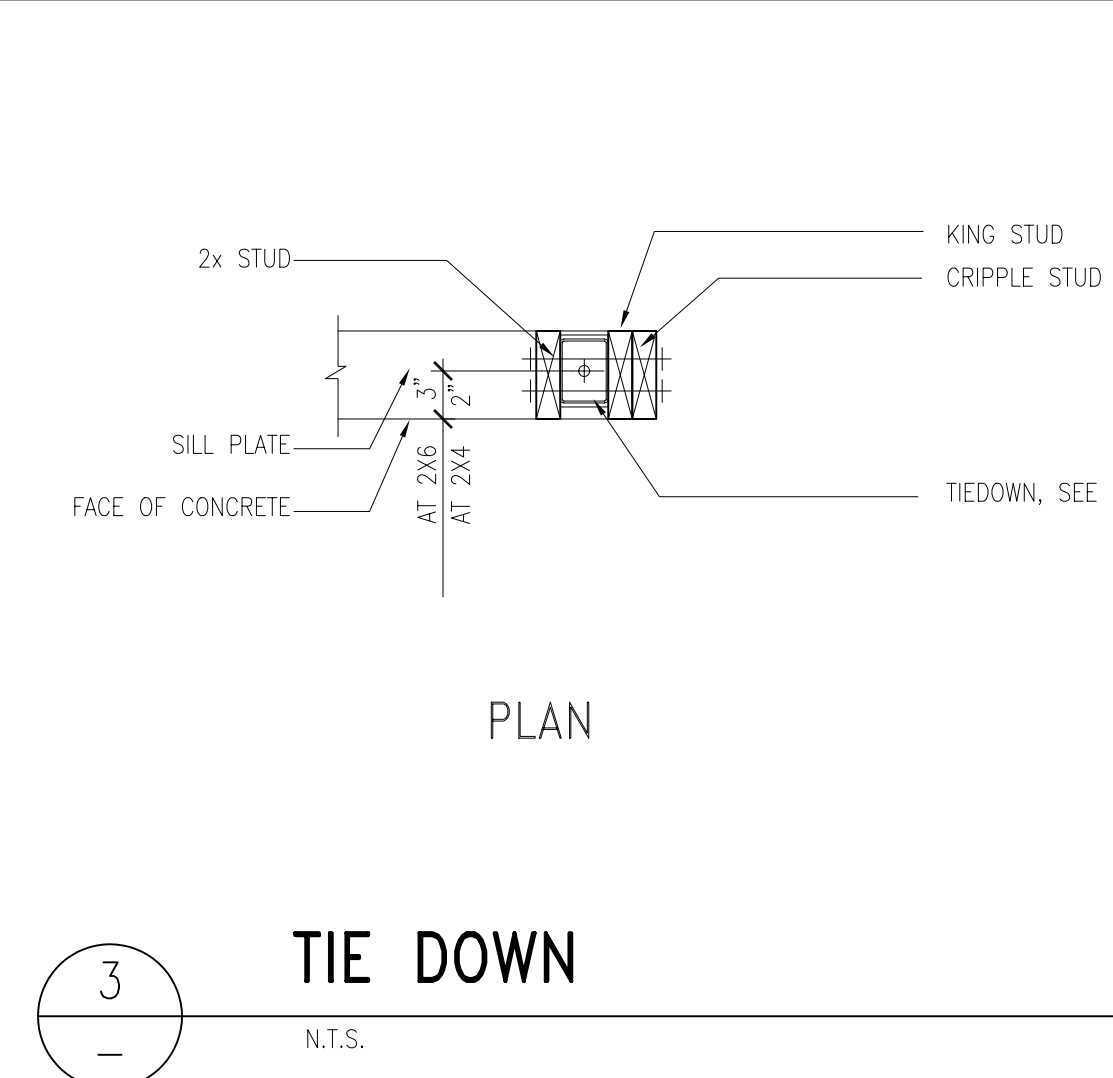 KING STUD
2x STUD
CRIPPLE STUD
3"
2"
SILL PLATE
AT 2X6
AT 2X4
FACE OF CONCRETE
TIEDOWN, SEE
PLAN
3
–
TIE DOWN
N.T.S.